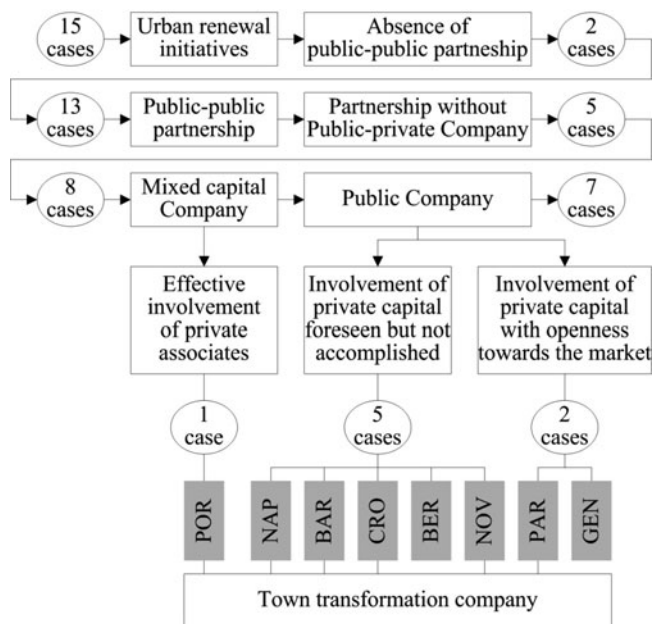 15
cases
Urban renewal
initiatives
Absence of
public-public partneship
2
cases
13
cases
Public-public
partnership
Partnership without
Public-private Company
5
cases
8
cases
Mixed capital
Company
Public Company
7
cases
Effective
involvement
of private
associates
Involvement of
private capital
foreseen but not
accomplished
Involvement of
private capital
with openness
towards the market
1
case
5
cases
2
cases
POR
NAP
BAR
CRO
BER
NOV
PAR
GEN
Town transformation company